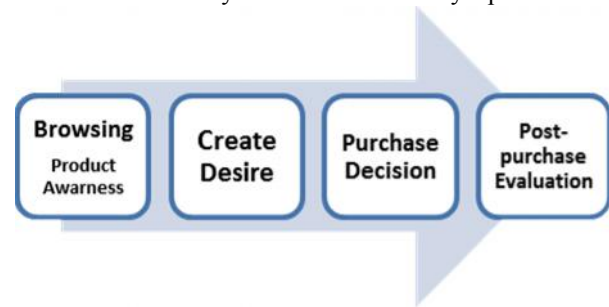 Browsing
Product
Awarness
Create
Desire
Purchase
Decision
Post-
purchase
Evaluation